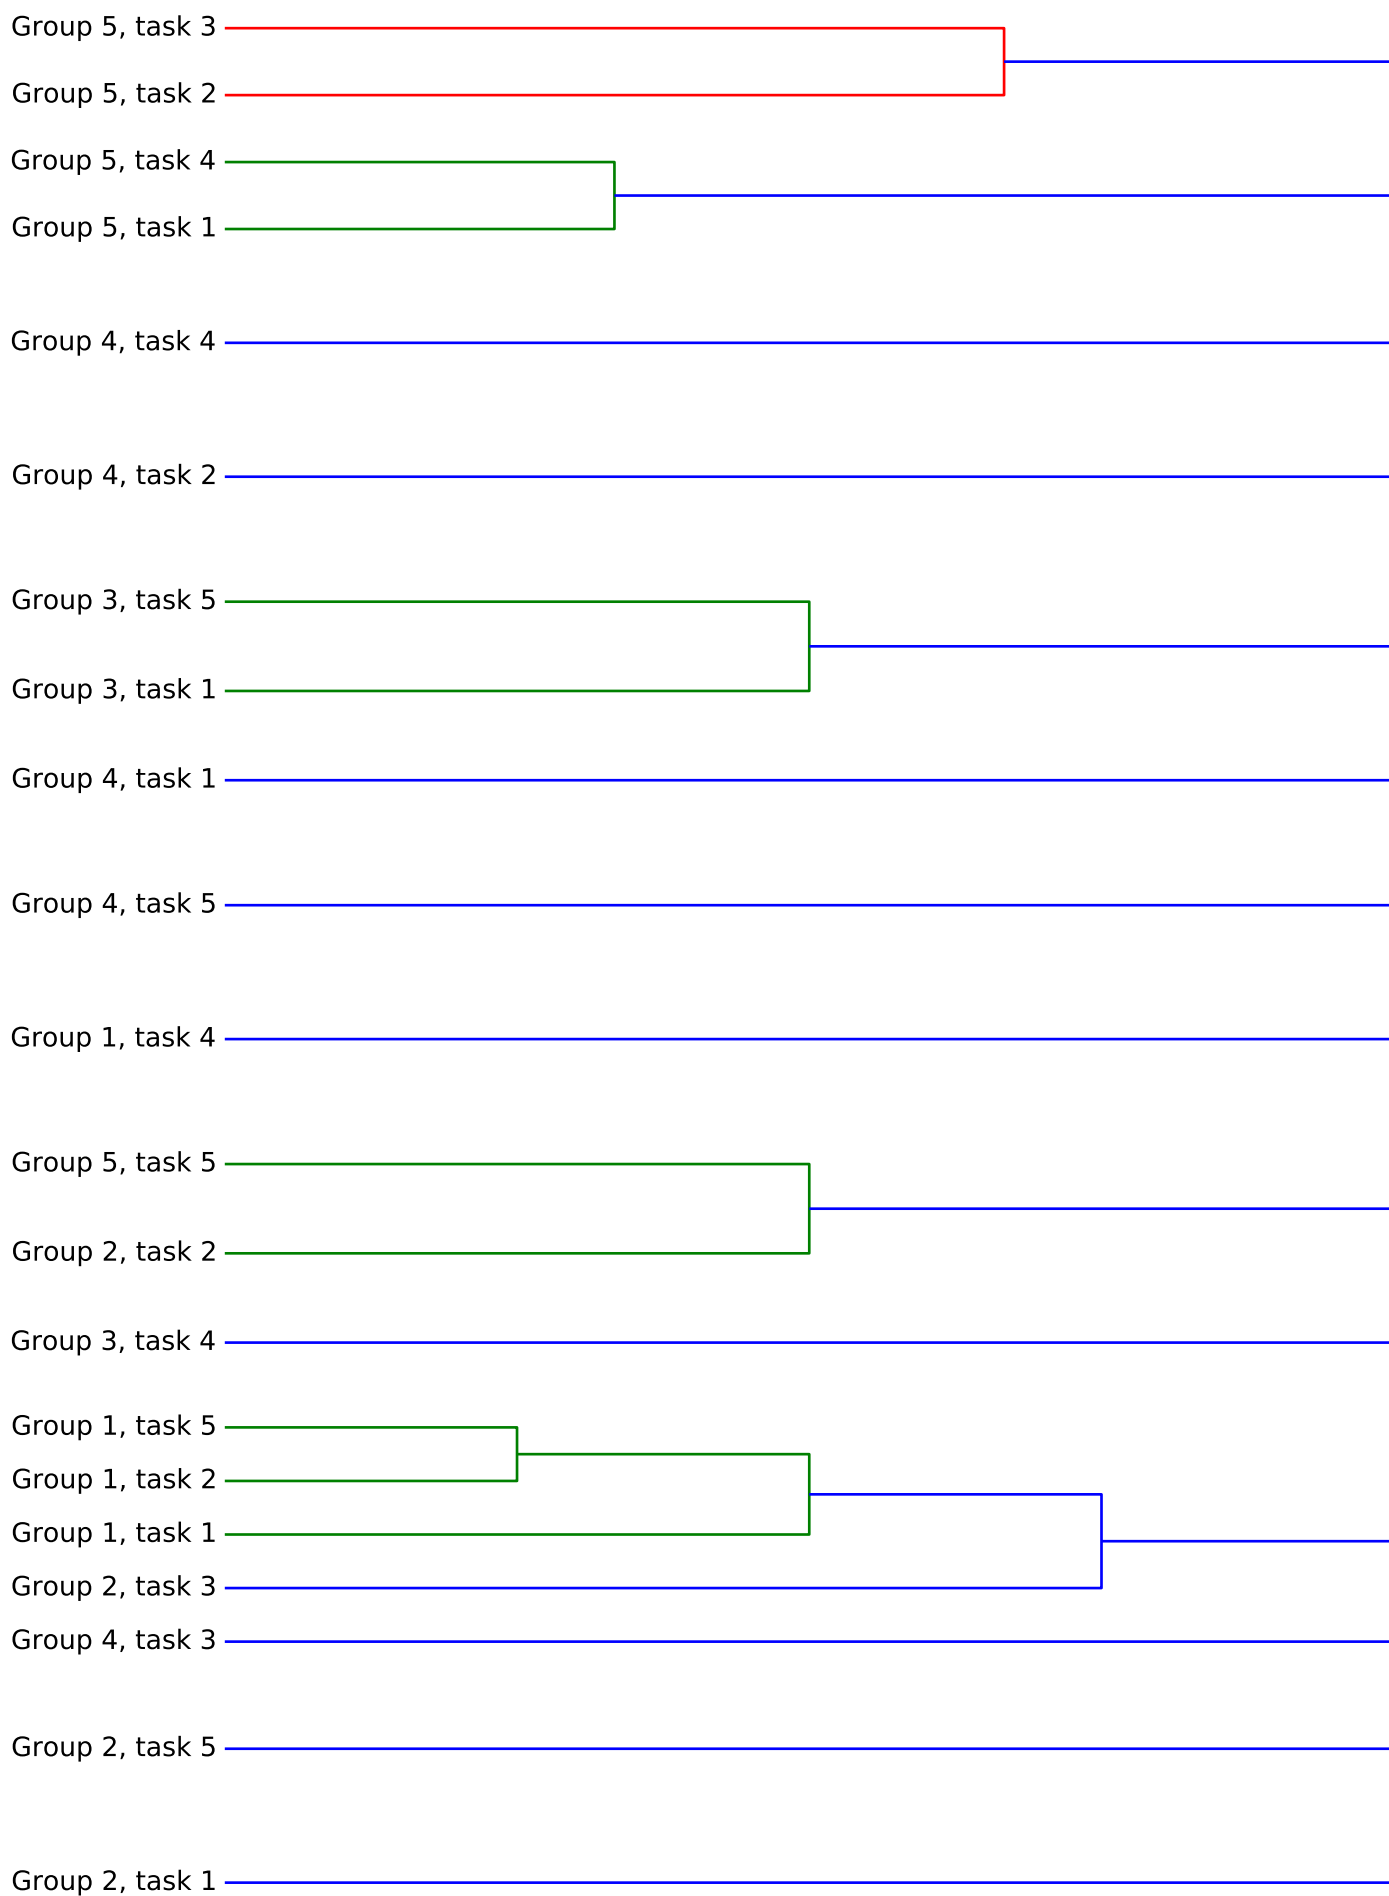 Group 5, task 3
Group 5, task 2
Group 5, task 4
Group 5, task 1
Group 4, task 4
Group 4, task 2
Group 3, task 5
Group 3, task 1
Group 4, task 1
Group 4, task 5
Group 1, task 4
Group 5, task 5
Group 2, task 2
Group 3, task 4
Group 1, task 5
Group 1, task 2
Group 1, task 1
Group 2, task 3
Group 4, task 3
Group 2, task 5
Group 2, task 1